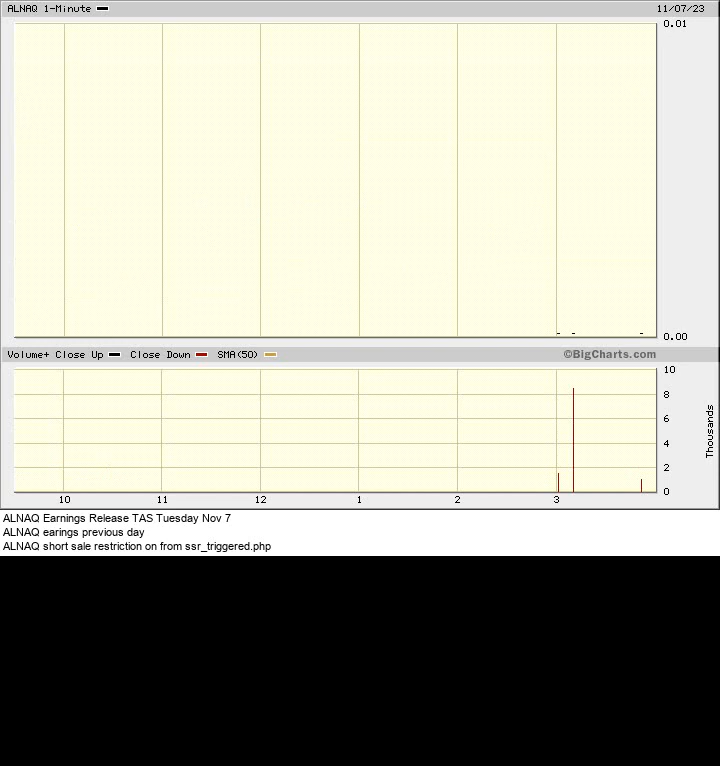 ALNAQ 1-Minute 11/07/23
0.01
0.00
Volume+ Close Up Close Down SMA(50) ©BigCharts.com
10
8
6
4
2
0
Thousands
10 11 12 1 2 3
ALNAQ Earnings Release TAS Tuesday Nov 7
ALNAQ earings previous day
ALNAQ short sale restriction on from ssr_triggered.php